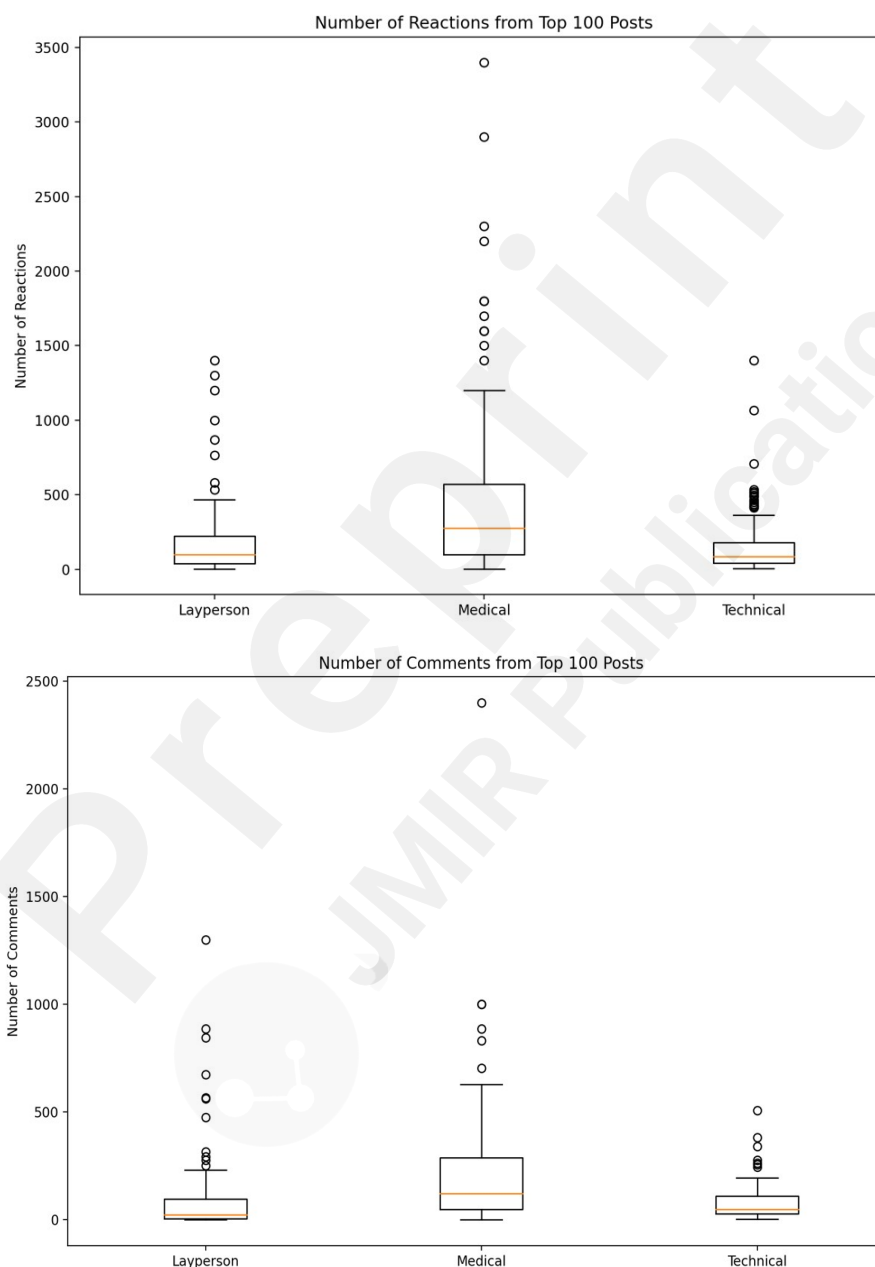 Number of Reactions from Top 100 Posts
3500
3000
2500
2000
1500
1000
500
0
Number of Reactions
Layperson
Medical
Technical
Number of Comments from Top 100 Posts
2500
2000
1500
1000
500
0
Number of Comments
Layperson
Medical
Technical
Preprint
JMIR Publicatio